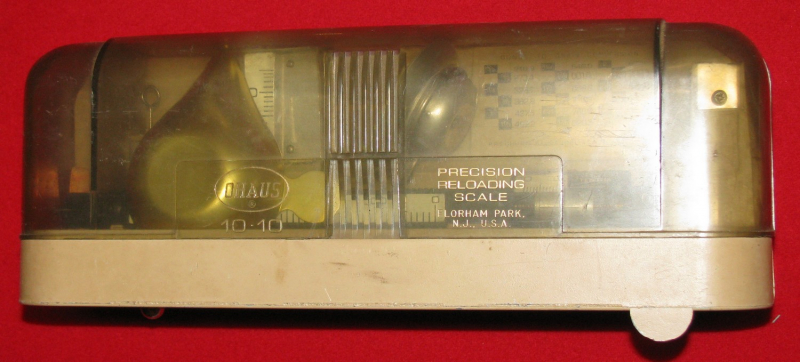 OHAUS
®
10-10
PRECISION
RELOADING
SCALE
FLORHAM PARK,
N.J., U.S.A.